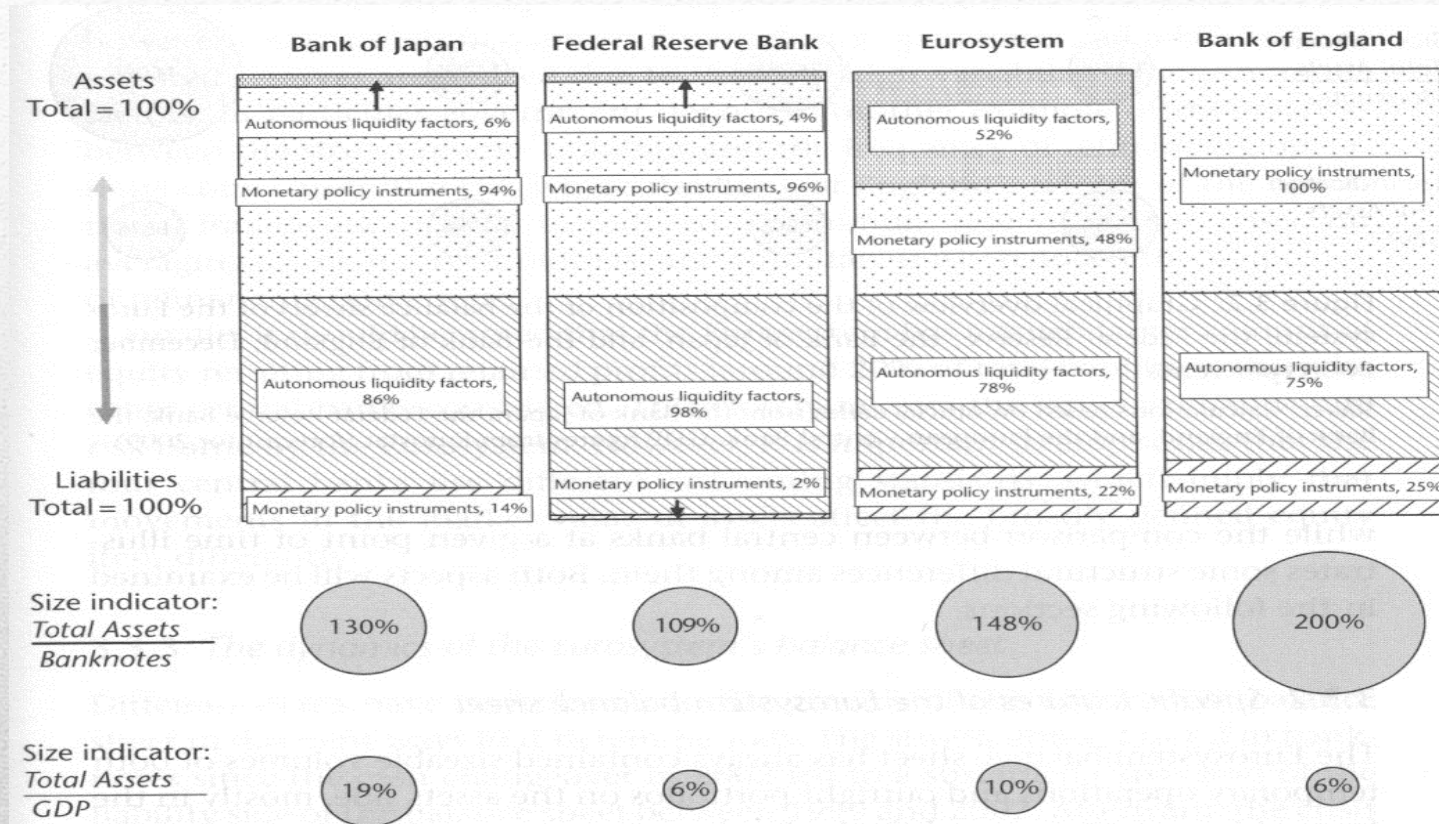 Bank of Japan
Federal Reserve Bank
Eurosystem
Bank of England
Assets
Total = 100%
Autonomous liquidity factors, 6%
Autonomous liquidity factors, 4%
Autonomous liquidity factors,
52%
Monetary policy instruments,
100%
Monetary policy instruments, 94%
Monetary policy instruments, 96%
Monetary policy instruments, 48%
Autonomous liquidity factors,
86%
Autonomous liquidity factors,
98%
Autonomous liquidity factors,
78%
Autonomous liquidity factors,
75%
Liabilities
Total = 100%
Monetary policy instruments, 14%
Monetary policy instruments, 2%
Monetary policy instruments, 22%
Monetary policy instruments, 25%
Size indicator:
Total Assets
Banknotes
130%
109%
148%
200%
Size indicator:
Total Assets
GDP
19%
6%
10%
6%